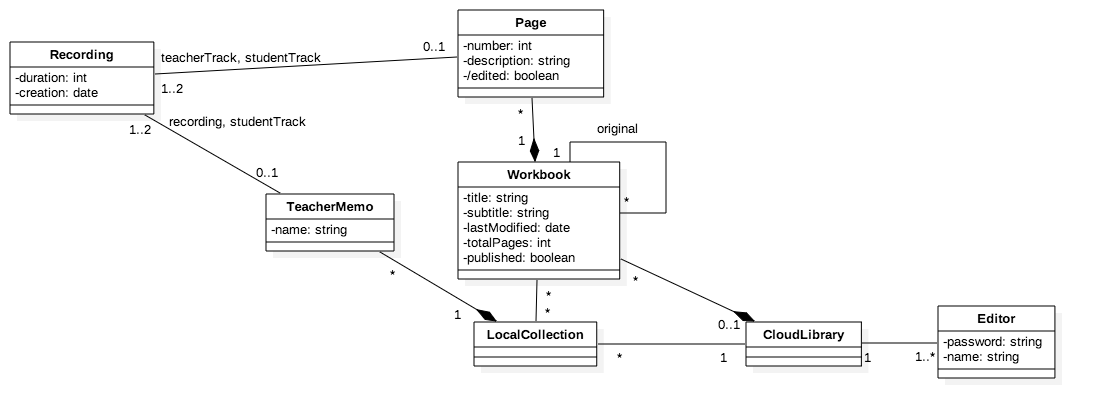 Page
-number: int
-description: string
-/edited: boolean
Recording
-duration: int
-creation: date
teacherTrack, studentTrack
0..1
1..2
1..2
recording, studentTrack
0..1
*
1
original
1
*
Workbook
-title: string
-subtitle: string
-lastModified: date
-totalPages: int
-published: boolean
TeacherMemo
-name: string
*
1
*
*
*
0..1
LocalCollection
*
1
CloudLibrary
1
1..*
Editor
-password: string
-name: string